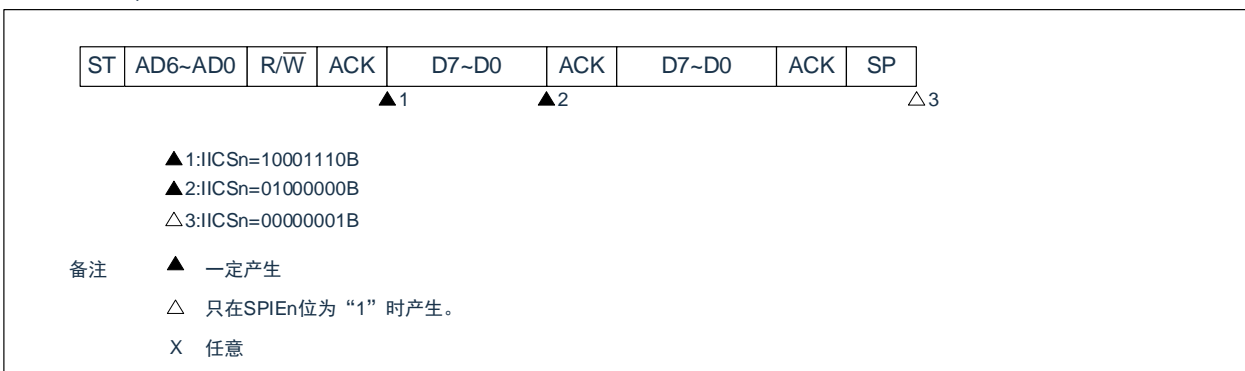 ST AD6~AD0 R/W̅ ACK D7~D0 ACK D7~D0 ACK SP
▲1 ▲2 △3
▲1:IICSn=10001110B
▲2:IICSn=01000000B
△3:IICSn=00000001B
备注 ▲ 一定产生
△ 只在SPIEn位为“1”时产生。
X 任意